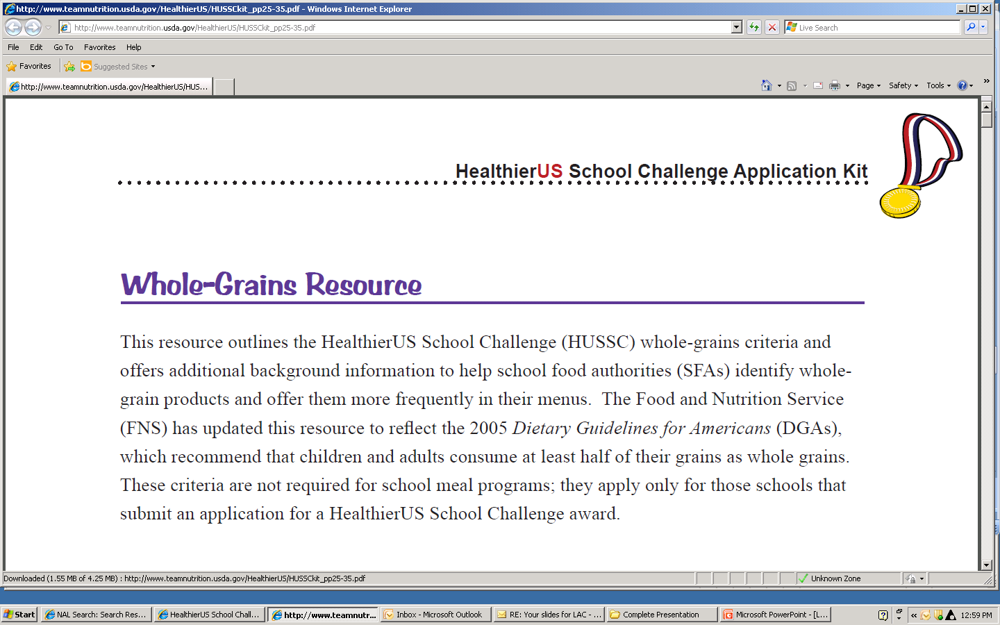 http://www.teamnutrition.usda.gov/HealthierUS/HUSSCkit_pp25-35.pdf - Windows Internet Explorer
http://www.teamnutrition.usda.gov/HealthierUS/HUSSCkit_pp25-35.pdf
Live Search
File Edit Go To Favorites Help
Favorites Suggested Sites
http://www.teamnutrition.usda.gov/HealthierUS/HUS...
Page Safety Tools »
HealthierUS School Challenge Application Kit
Whole-Grains Resource
This resource outlines the HealthierUS School Challenge (HUSSC) whole-grains criteria and
offers additional background information to help school food authorities (SFAs) identify whole-
grain products and offer them more frequently in their menus. The Food and Nutrition Service
(FNS) has updated this resource to reflect the 2005 Dietary Guidelines for Americans (DGAs),
which recommend that children and adults consume at least half of their grains as whole grains.
These criteria are not required for school meal programs; they apply only for those schools that
submit an application for a HealthierUS School Challenge award.
Downloaded (1.55 MB of 4.25 MB) : http://www.teamnutrition.usda.gov/HealthierUS/HUSSCkit_pp25-35.pdf
Unknown Zone
Start NAL Search: Search Res... HealthierUS School Chall... http://www.teamnutr... Inbox - Microsoft Outlook RE: Your slides for LAC - ... Complete Presentation Microsoft PowerPoint - [L... « 12:59 PM